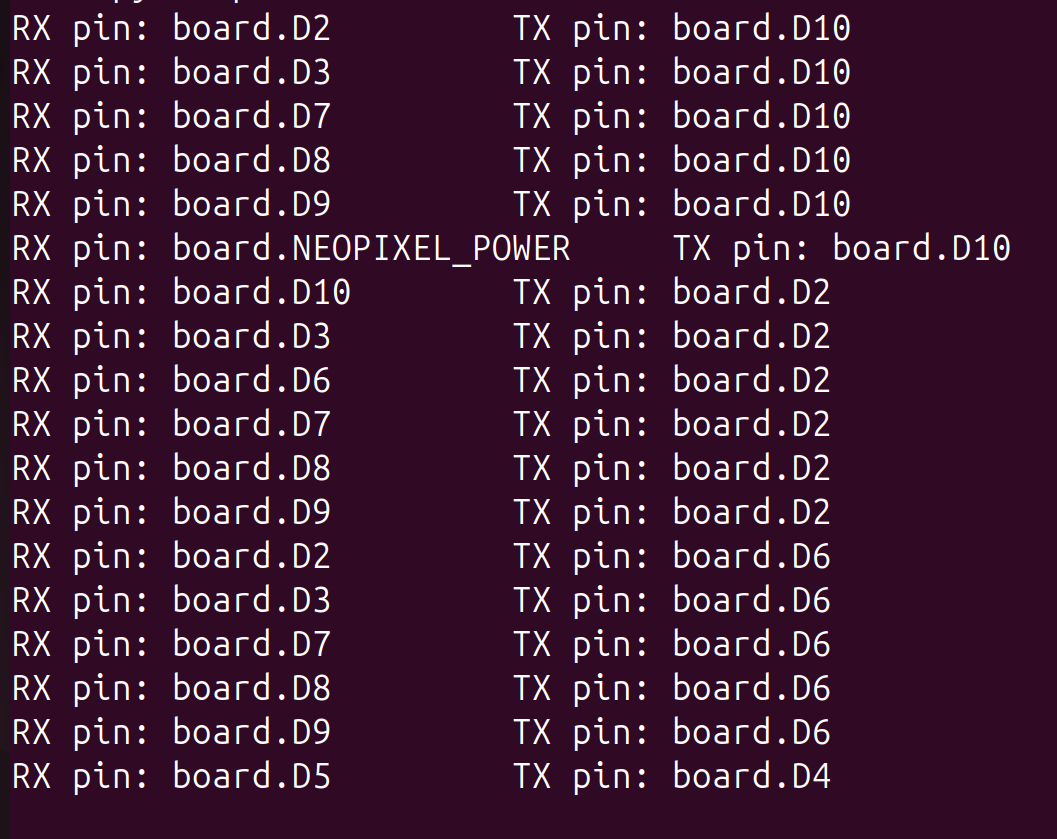 RX pin: board.D2 TX pin: board.D10
RX pin: board.D3 TX pin: board.D10
RX pin: board.D7 TX pin: board.D10
RX pin: board.D8 TX pin: board.D10
RX pin: board.D9 TX pin: board.D10
RX pin: board.NEOPIXEL_POWER TX pin: board.D10
RX pin: board.D10 TX pin: board.D2
RX pin: board.D3 TX pin: board.D2
RX pin: board.D6 TX pin: board.D2
RX pin: board.D7 TX pin: board.D2
RX pin: board.D8 TX pin: board.D2
RX pin: board.D9 TX pin: board.D2
RX pin: board.D2 TX pin: board.D6
RX pin: board.D3 TX pin: board.D6
RX pin: board.D7 TX pin: board.D6
RX pin: board.D8 TX pin: board.D6
RX pin: board.D9 TX pin: board.D6
RX pin: board.D5 TX pin: board.D4